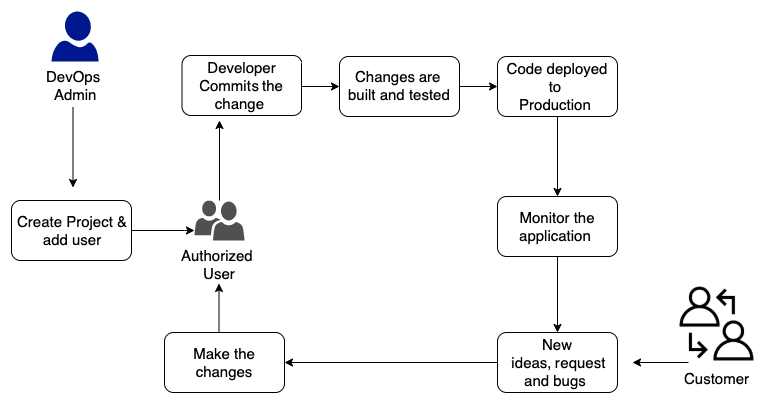 DevOps
Admin
Developer
Commits the
change
Changes are
built and tested
Code deployed
to
Production
Create Project &
add user
Authorized
User
Monitor the
application
Make the
changes
New
ideas, request
and bugs
Customer